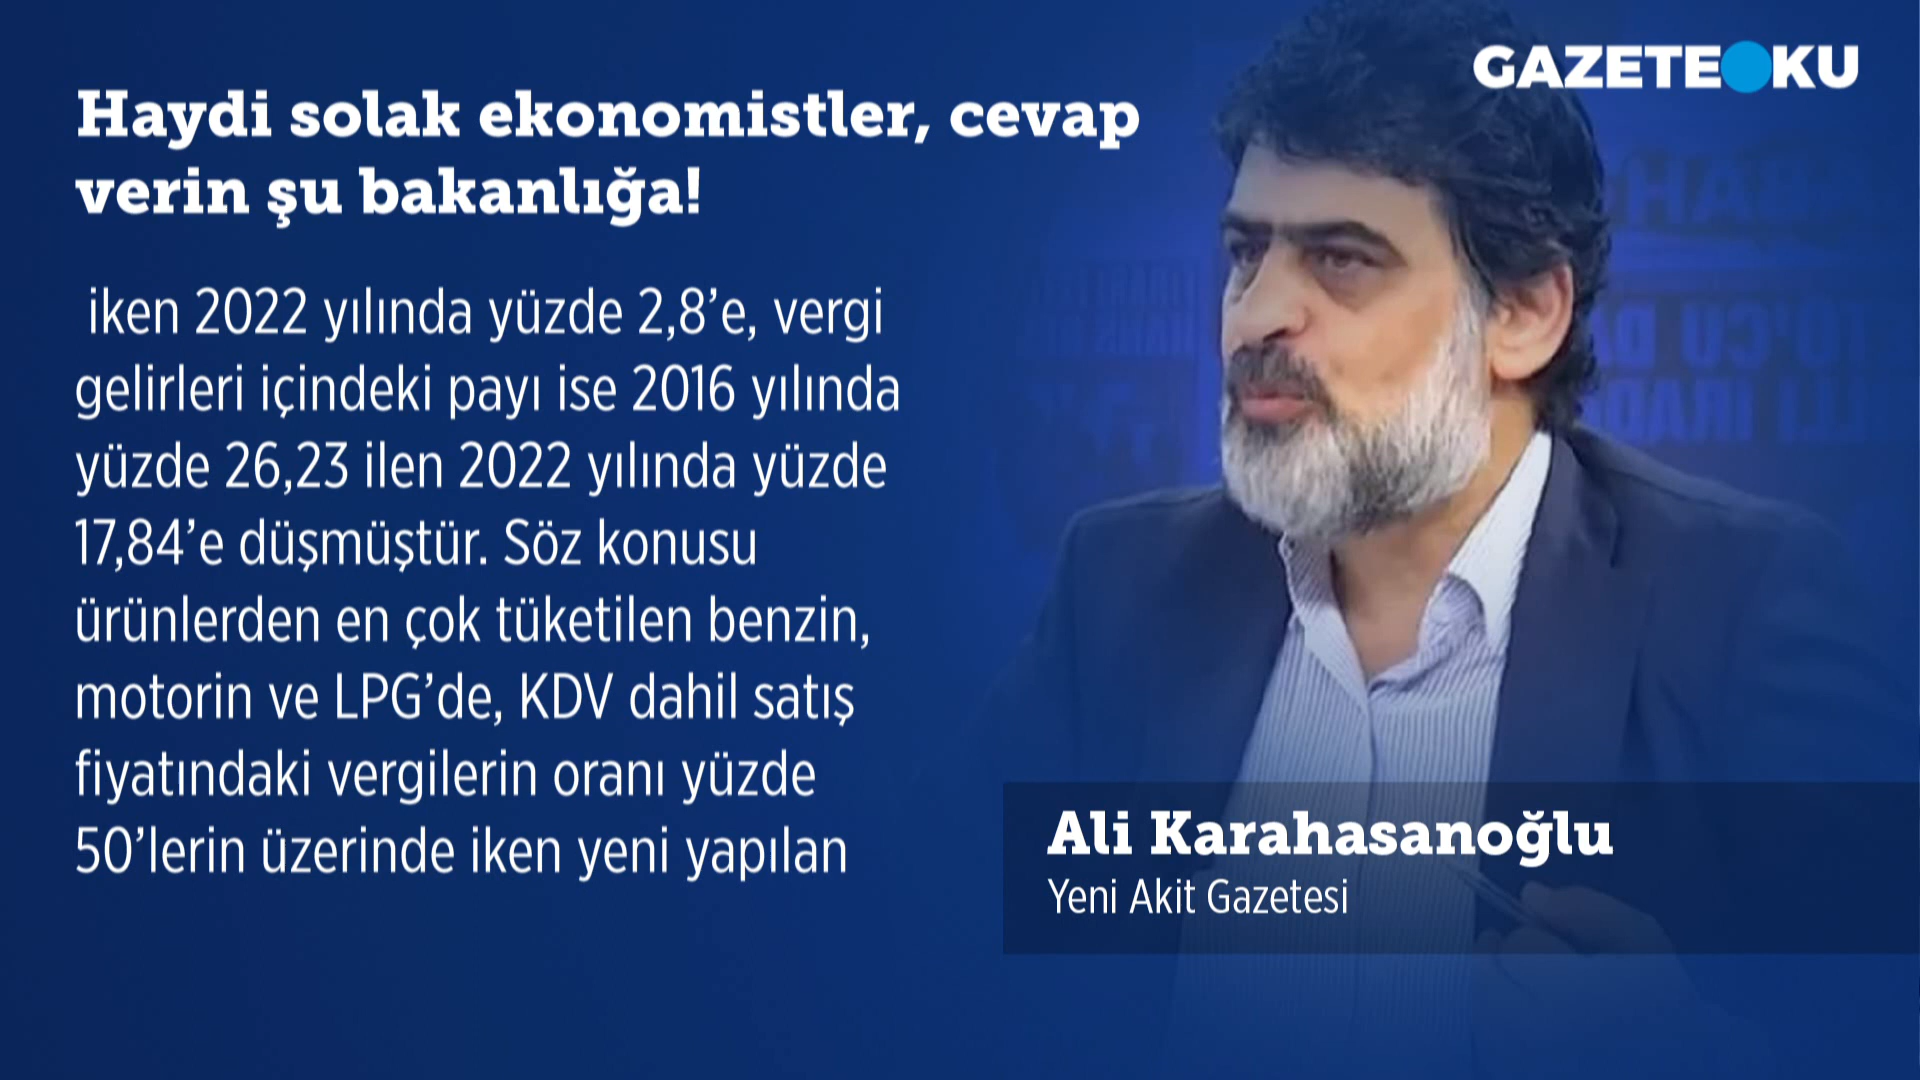 GAZETE KU
Haydi solak ekonomistler, cevap
verin şu bakanlığa!
iken 2022 yılında yüzde 2,8’e, vergi
gelirleri içindeki payı ise 2016 yılında
yüzde 26,23 ilen 2022 yılında yüzde
17,84’e düşmüştür. Söz konusu
ürünlerden en çok tüketilen benzin,
motorin ve LPG’de, KDV dahil satış
fiyatındaki vergilerin oranı yüzde
50’lerin üzerinde iken yeni yapılan
Ali Karahasanoğlu
Yeni Akit Gazetesi